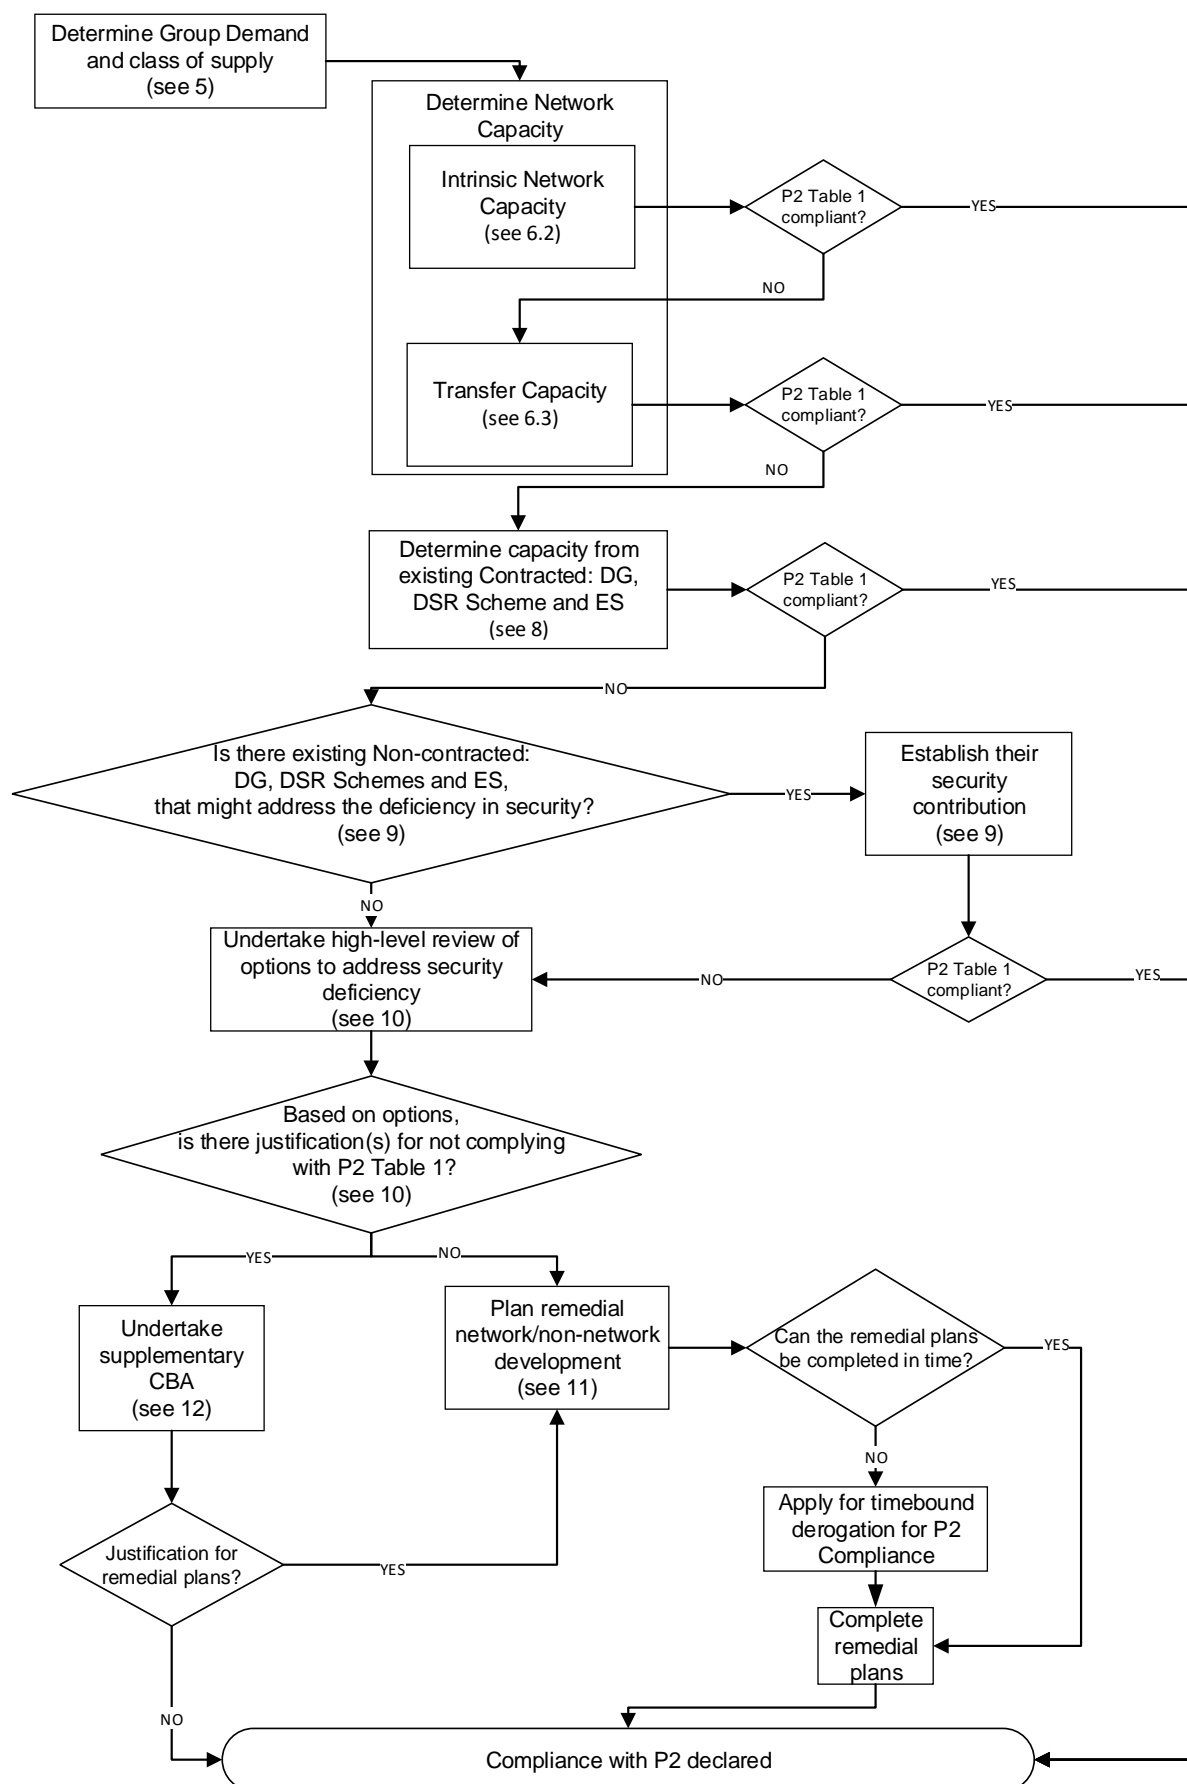 Determine Group Demand
and class of supply
(see 5)
Determine Network
Capacity
Intrinsic Network
Capacity
(see 6.2)
P2 Table 1
compliant?
YES
NO
Transfer Capacity
(see 6.3)
P2 Table 1
compliant?
YES
NO
Determine capacity from
existing Contracted: DG,
DSR Scheme and ES
(see 8)
P2 Table 1
compliant?
YES
NO
Is there existing Non-contracted:
DG, DSR Schemes and ES,
that might address the deficiency in security?
(see 9)
YES
Establish their
security
contribution
(see 9)
NO
Undertake high-level review of
options to address security
deficiency
(see 10)
NO
P2 Table 1
compliant?
YES
Based on options,
is there justification(s) for not complying
with P2 Table 1?
(see 10)
YES
NO
Undertake
supplementary
CBA
(see 12)
Plan remedial
network/non-network
development
(see 11)
Can the remedial plans
be completed in time?
YES
NO
Apply for timebound
derogation for P2
Compliance
Justification for
remedial plans?
YES
Complete
remedial
plans
NO
Compliance with P2 declared